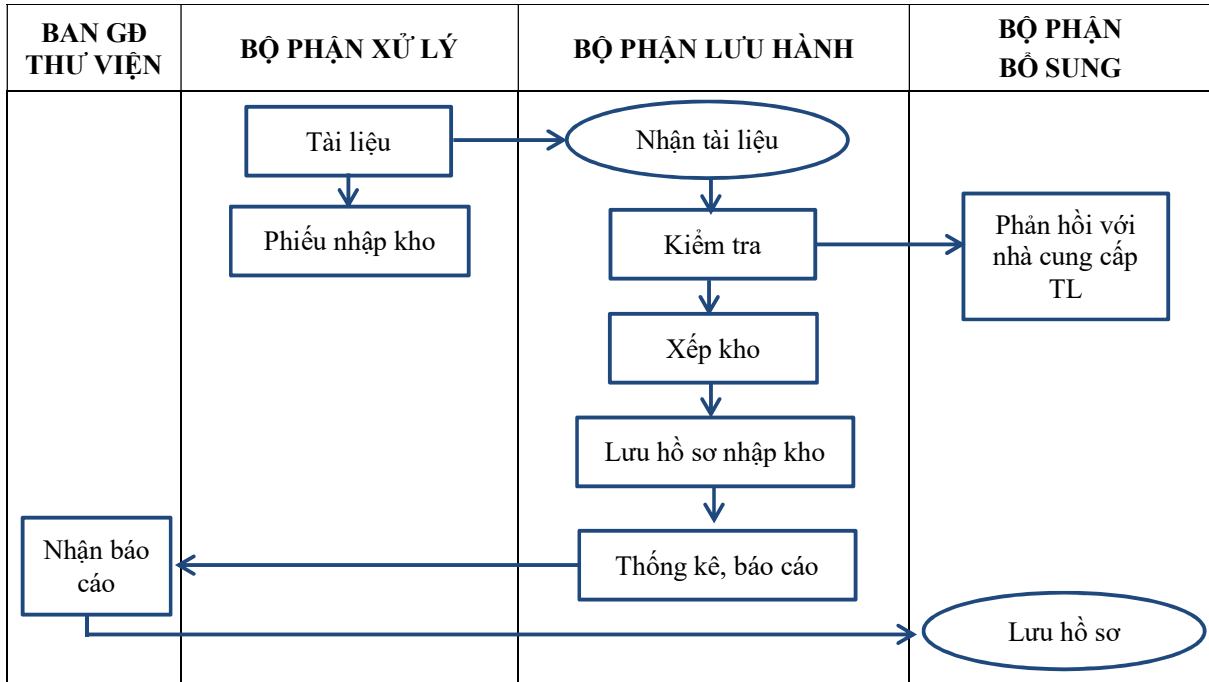 BAN GĐ
THƯ VIỆN
BỘ PHẬN XỬ LÝ
BỘ PHẬN LƯU HÀNH
BỘ PHẬN
BỔ SUNG
Tài liệu
Nhận tài liệu
Phiếu nhập kho
Kiểm tra
Phản hồi với
nhà cung cấp
TL
Xếp kho
Lưu hồ sơ nhập kho
Nhận báo
cáo
Thống kê, báo cáo
Lưu hồ sơ